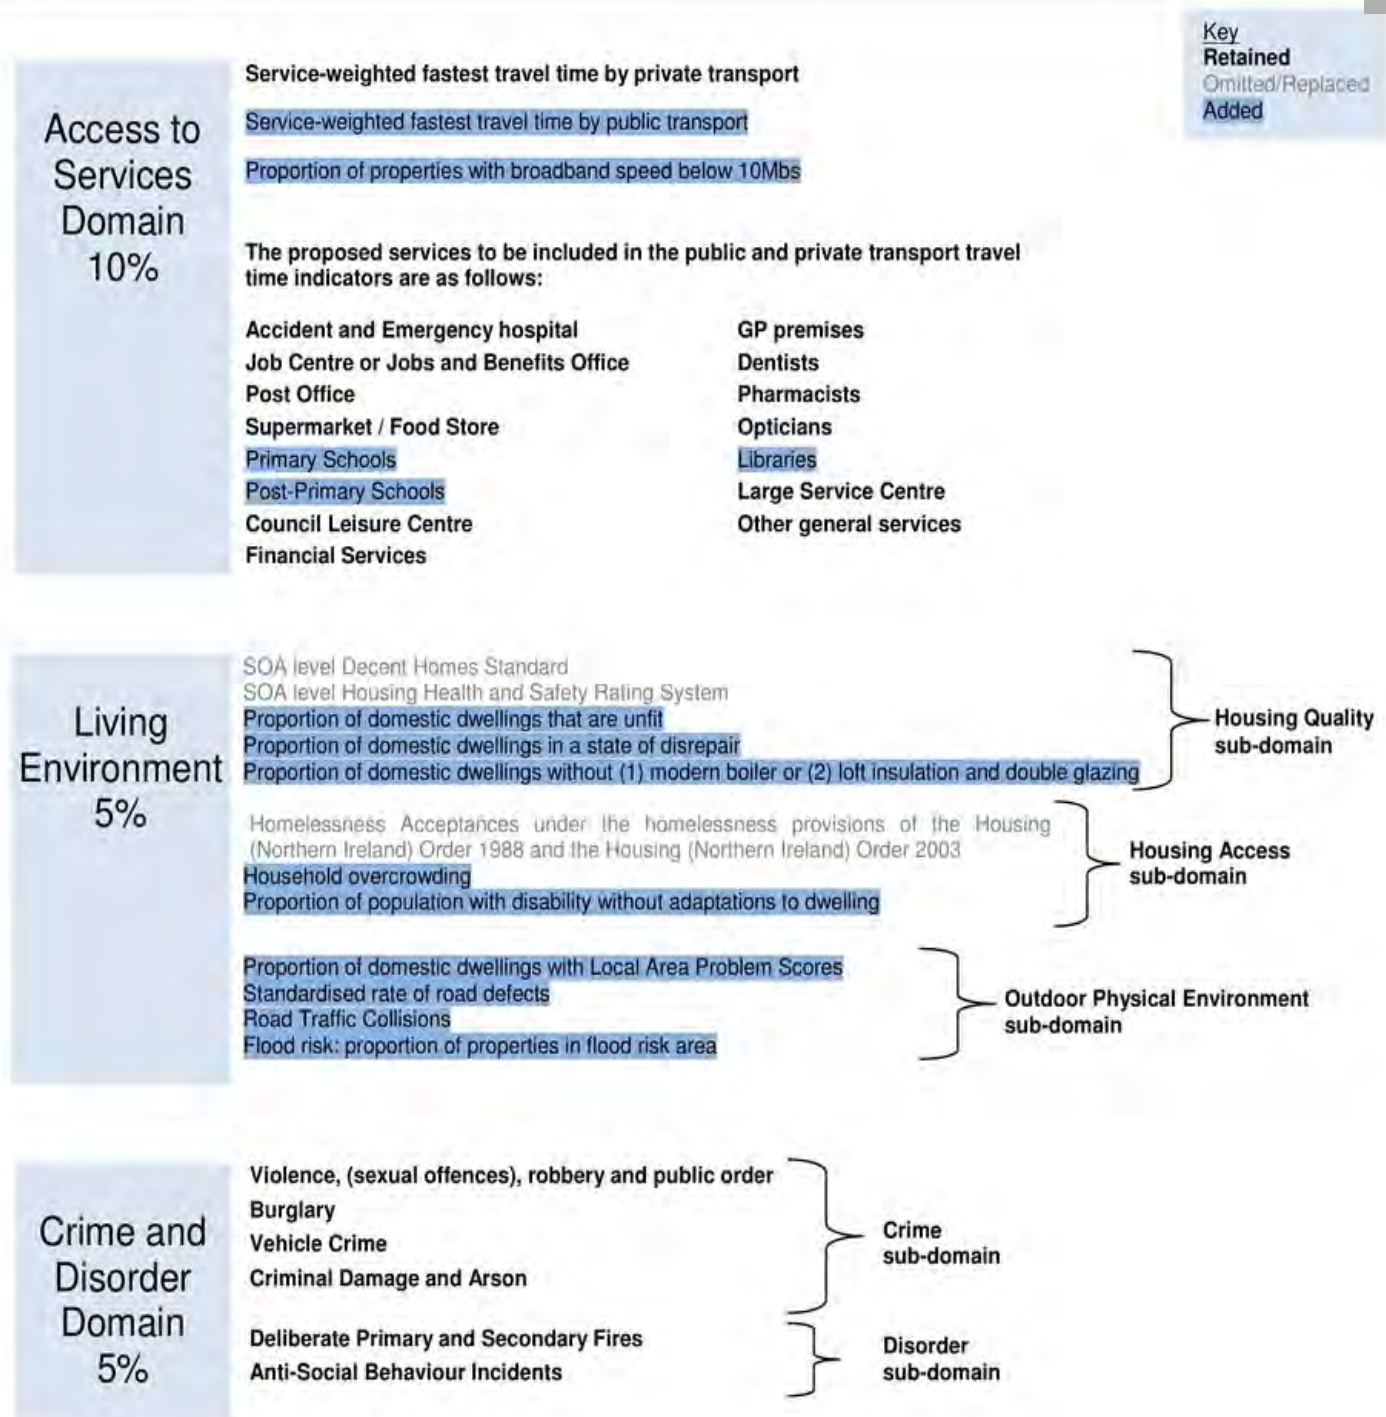 Key
Retained
Omitted/Replaced
Added
Access to
Services
Domain
10%
Service-weighted fastest travel time by private transport
Service-weighted fastest travel time by public transport
Proportion of properties with broadband speed below 10Mbs
The proposed services to be included in the public and private transport travel
time indicators are as follows:
Accident and Emergency hospital
Job Centre or Jobs and Benefits Office
Post Office
Supermarket / Food Store
Primary Schools
Post-Primary Schools
Council Leisure Centre
Financial Services
GP premises
Dentists
Pharmacists
Opticians
Libraries
Large Service Centre
Other general services
Living
Environment
5%
SOA level Decent Homes Standard
SOA level Housing Health and Safety Rating System
Proportion of domestic dwellings that are unfit
Proportion of domestic dwellings in a state of disrepair
Proportion of domestic dwellings without (1) modern boiler or (2) loft insulation and double glazing
Housing Quality
sub-domain
Homelessness Acceptances under the homelessness provisions of the Housing
(Northern Ireland) Order 1988 and the Housing (Northern Ireland) Order 2003
Household overcrowding
Proportion of population with disability without adaptations to dwelling
Housing Access
sub-domain
Proportion of domestic dwellings with Local Area Problem Scores
Standardised rate of road defects
Road Traffic Collisions
Flood risk: proportion of properties in flood risk area
Outdoor Physical Environment
sub-domain
Crime and
Disorder
Domain
5%
Violence, (sexual offences), robbery and public order
Burglary
Vehicle Crime
Criminal Damage and Arson
Crime
sub-domain
Deliberate Primary and Secondary Fires
Anti-Social Behaviour Incidents
Disorder
sub-domain